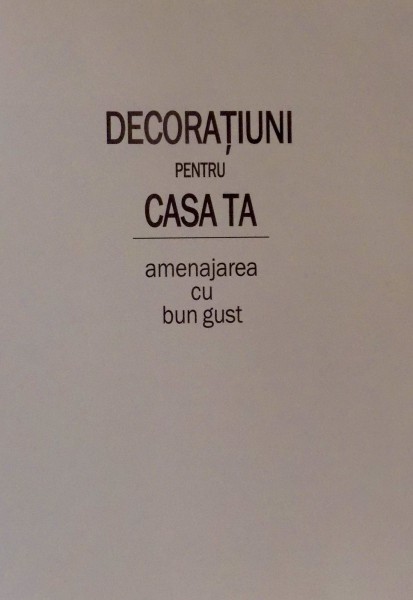 DECORAȚIUNI
PENTRU
CASA TA
amenajarea
cu
bun gust